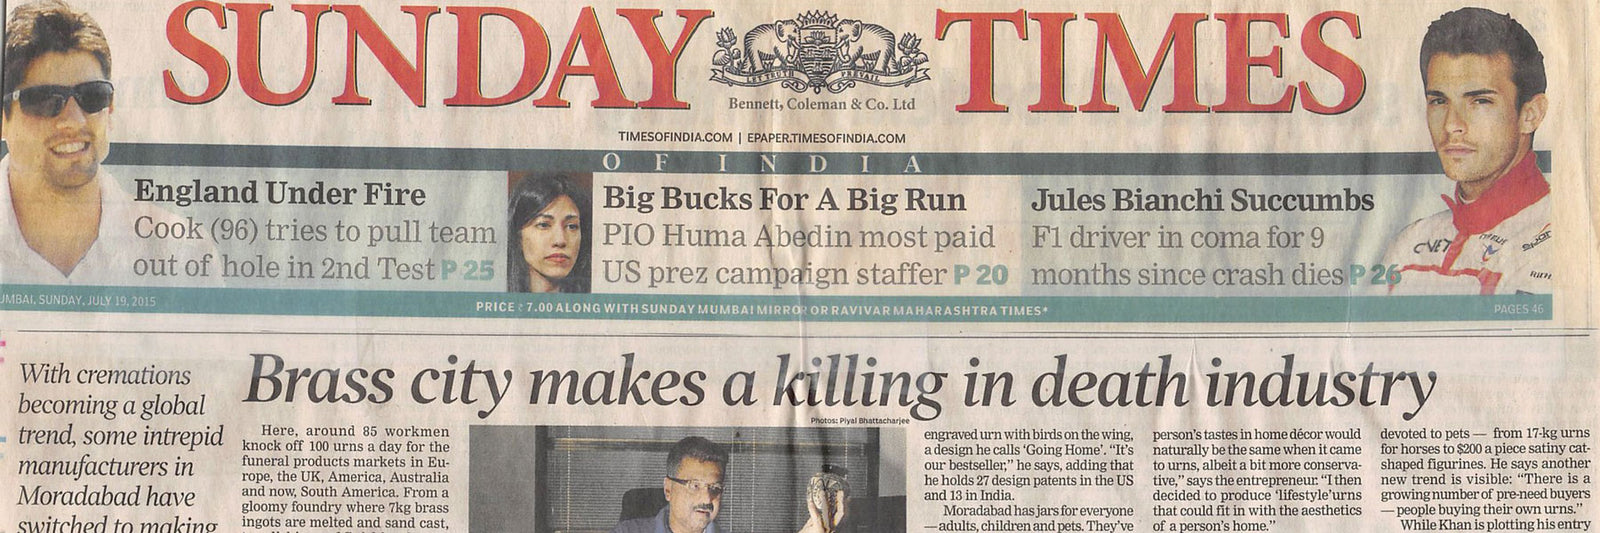 SUNDAY TIMES
LET TRUTH PREVAIL
Bennett, Coleman & Co. Ltd
TIMESOFINDIA.COM | EPAPER.TIMESOFINDIA.COM
OF INDIA
England Under Fire
Cook (96) tries to pull team
out of hole in 2nd Test P 25
Big Bucks For A Big Run
PIO Huma Abedin most paid
US prez campaign staffer P 20
Jules Bianchi Succumbs
F1 driver in coma for 9
months since crash dies P 26
CVET
UMBAI, SUNDAY, JULY 19, 2015
PRICE ₹ 7.00 ALONG WITH SUNDAY MUMBAI MIRROR OR RAVIVAR MAHARASHTRA TIMES*
PAGES 46
Brass city makes a killing in death industry
With cremations
becoming a global
trend, some intrepid
manufacturers in
Moradabad have
switched to making
Here, around 85 workmen
knock off 100 urns a day for the
funeral products markets in Eu-
rope, the UK, America, Australia
and now, South America. From a
gloomy foundry where 7kg brass
ingots are melted and sand cast,
Photos: Piyal Bhattacharjee
engraved urn with birds on the wing,
a design he calls ‘Going Home’. “It’s
our bestseller,” he says, adding that
he holds 27 design patents in the US
and 13 in India.
Moradabad has jars for everyone
— adults, children and pets. They’ve
person’s tastes in home décor would
naturally be the same when it came
to urns, albeit a bit more conserva-
tive,” says the entrepreneur. “I then
decided to produce ‘lifestyle’ urns
that could fit in with the aesthetics
of a person’s home.”
devoted to pets — from 17-kg urns
for horses to $200 a piece satiny cat-
shaped figurines. He says another
new trend is visible: “There is a
growing number of pre-need buyers
— people buying their own urns.”
While Khan is plotting his entry